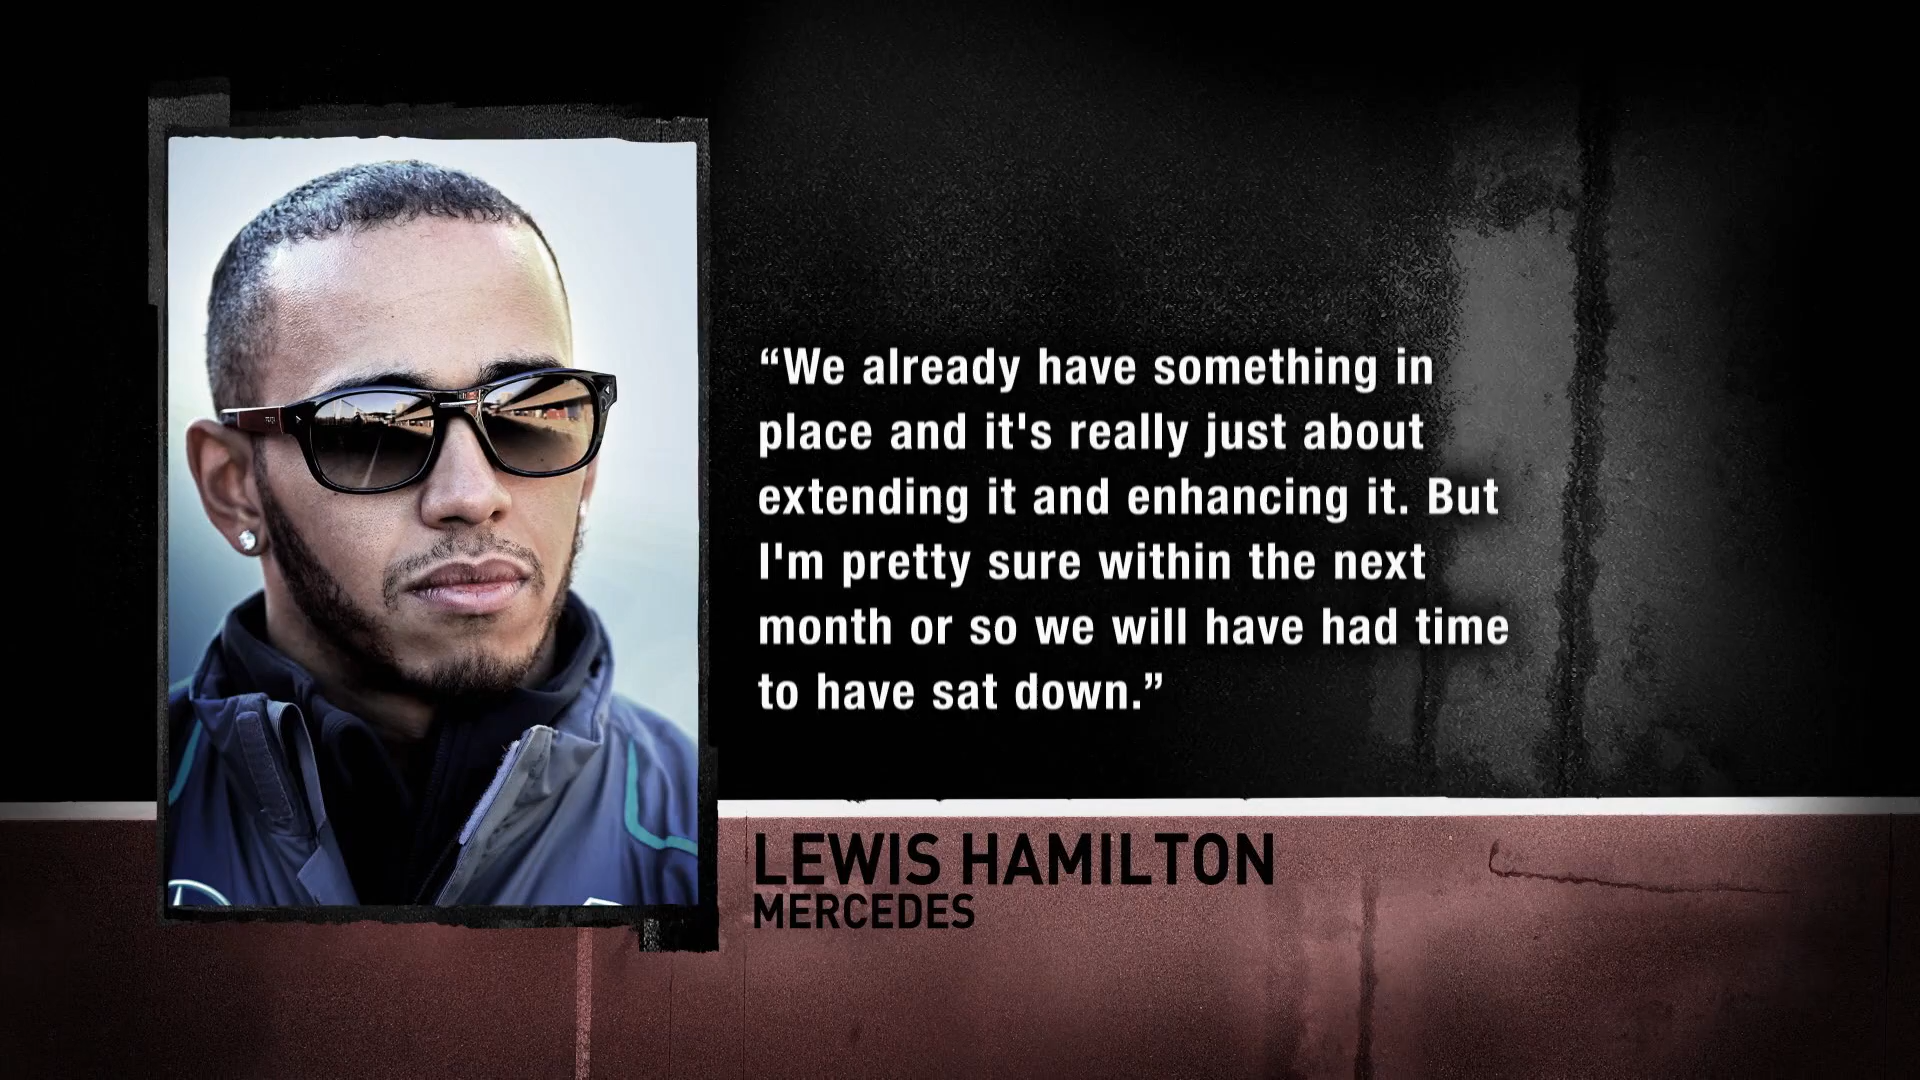 “We already have something in
place and it's really just about
extending it and enhancing it. But
I'm pretty sure within the next
month or so we will have had time
to have sat down.”
LEWIS HAMILTON
MERCEDES